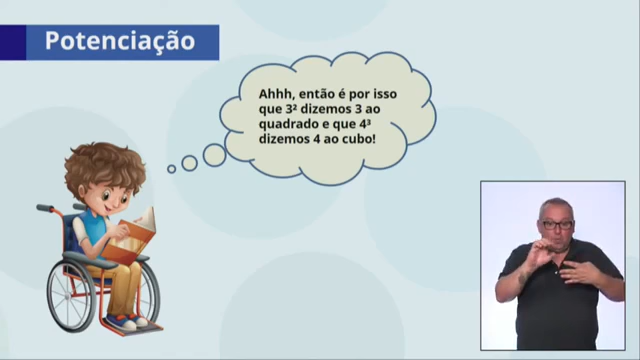 Potenciação
Ahhh, então é por isso
que 3² dizemos 3 ao
quadrado e que 4³
dizemos 4 ao cubo!